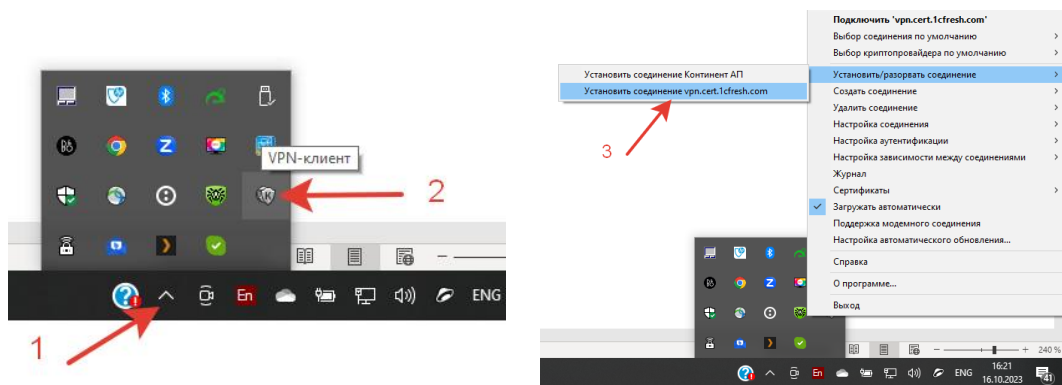 VPN-клиент
2
En
ENG
1
Подключить 'vpn.cert.1cfresh.com'
Выбор соединения по умолчанию
Выбор криптопровайдера по умолчанию
Установить соединение Континент АП
Установить соединение vpn.cert.1cfresh.com
3
Установить/разорвать соединение
Создать соединение
Удалить соединение
Настройка соединения
Настройка аутентификации
Настройка зависимости между соединениями
Журнал
Сертификаты
Загружать автоматически
Поддержка модемного соединения
Настройка автоматического обновления...
Справка
О программе...
Выход
240 %
En
ENG
16:21
16.10.2023
41